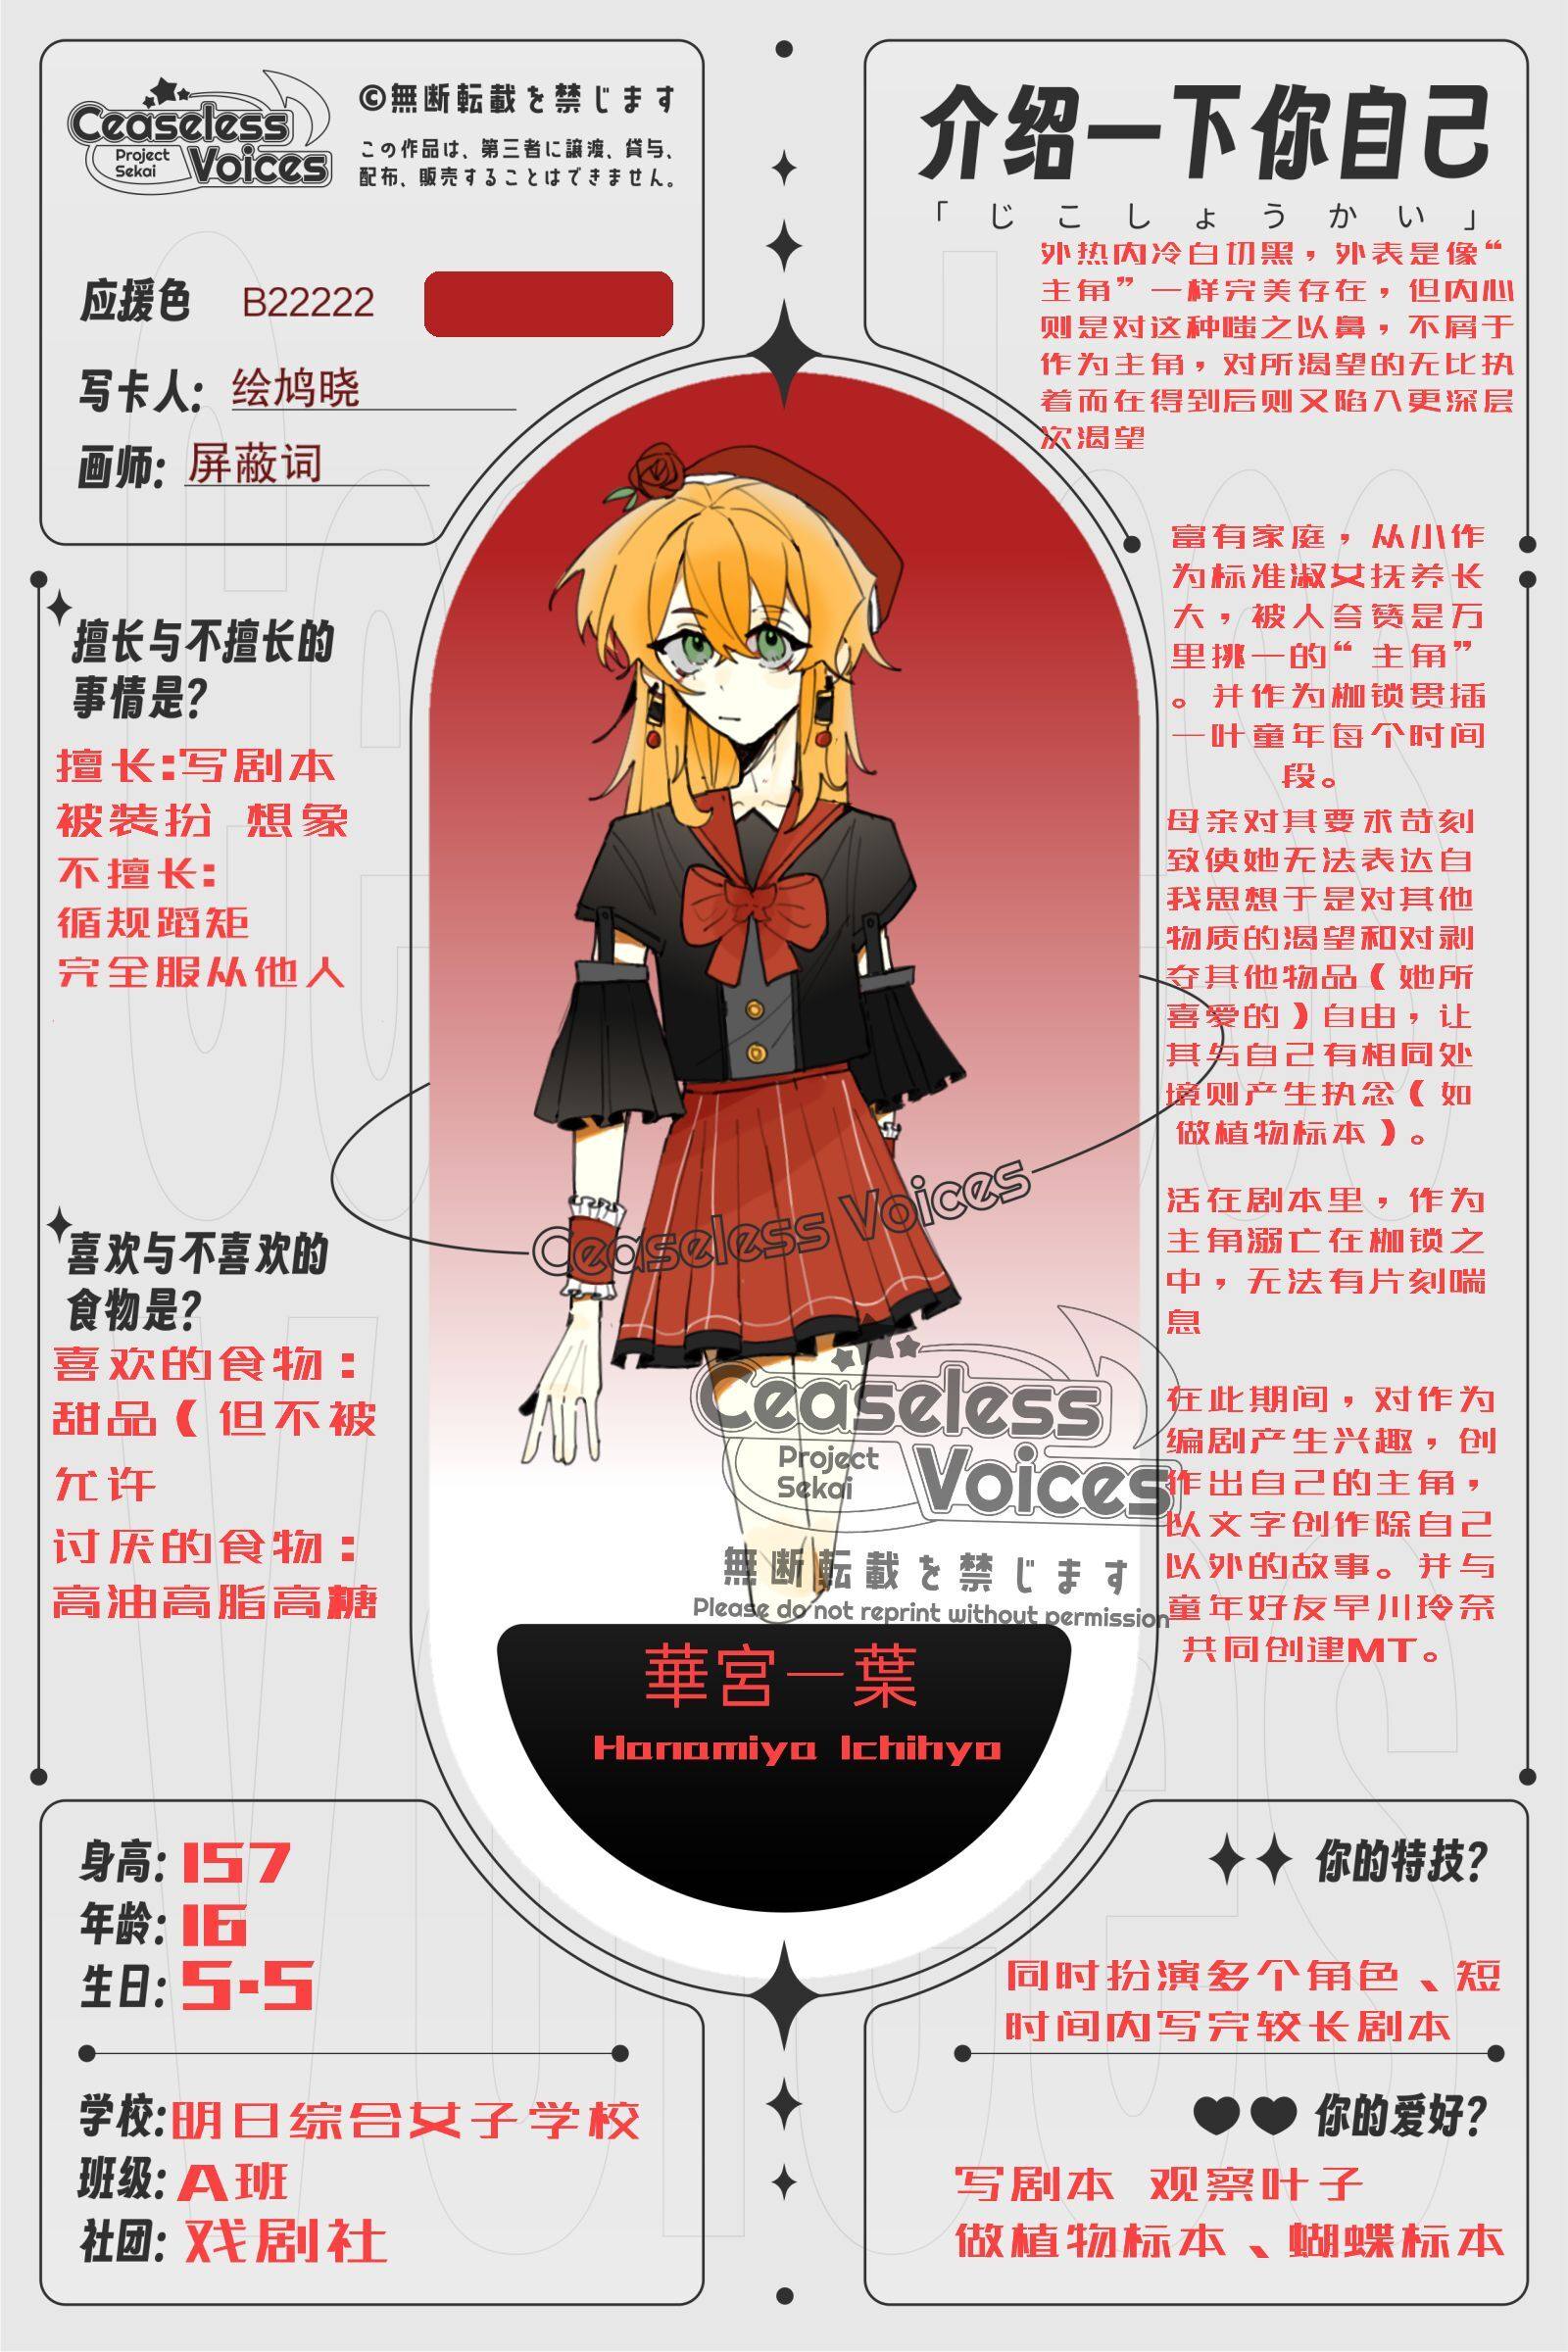 Ceaseless
Project
Sekai
Voices
©無断転載を禁じます
この作品は、第三者に譲渡、貸与、
配布、販売することはできません。
应援色 B22222
写卡人: 绘鸠晓
画师: 屏蔽词
介绍一下你自己
「じこしょうかい」
外热内冷白切黑，外表是像“
主角”一样完美存在，但内心
则是对这种嗤之以鼻，不屑于
作为主角，对所渴望的无比执
着而在得到后则又陷入更深层
次渴望
富有家庭，从小作
为标准淑女抚养长
大，被人夸赞是万
里挑一的“主角”
。并作为枷锁贯插
一叶童年每个时间
段。
母亲对其要求苛刻
致使她无法表达自
我思想于是对其他
物质的渴望和对剥
夺其他物品（她所
喜爱的）自由，让
其与自己有相同处
境则产生执念（如
做植物标本）。
活在剧本里，作为
主角溺亡在枷锁之
中，无法有片刻喘
息
在此期间，对作为
编剧产生兴趣，创
作出自己的主角，
以文字创作除自己
以外的故事。并与
童年好友早川玲奈
共同创建MT。
擅长与不擅长的
事情是?
擅长:写剧本
被装扮 想象
不擅长:
循规蹈矩
完全服从他人
喜欢与不喜欢的
食物是?
喜欢的食物：
甜品（但不被
允许
讨厌的食物：
高油高脂高糖
Ceaseless Voices
Ceaseless
Project
Sekai
Voices
無断転載を禁じます
Please do not reprint without permission
華宮一葉
Hanamiya Ichihya
身高: 157
年龄: 16
生日: 5·5
学校:明日综合女子学校
班级: A班
社团: 戏剧社
你的特技?
同时扮演多个角色、短
时间内写完较长剧本
你的爱好?
写剧本 观察叶子
做植物标本、蝴蝶标本